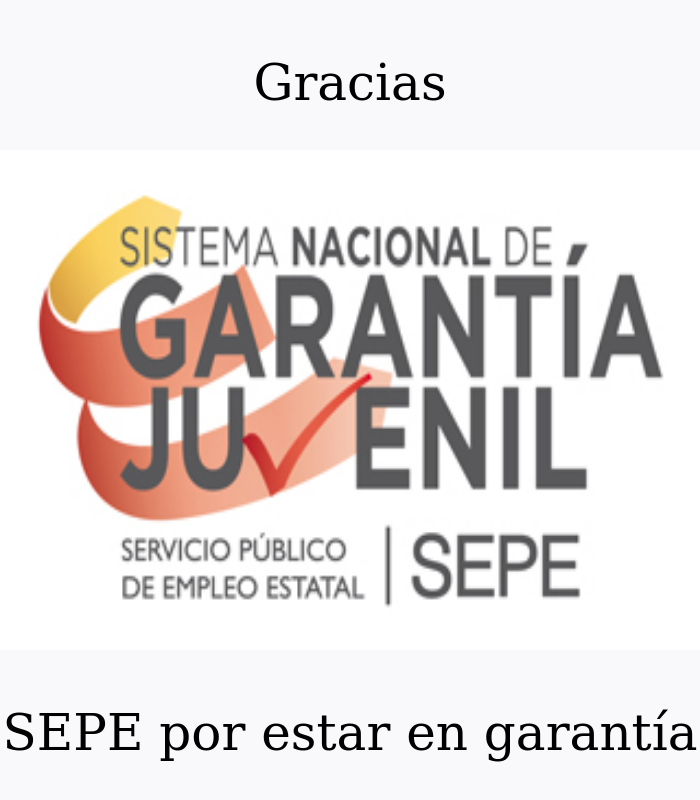 Gracias
SISTEMA NACIONAL DE
GARANTÍA
JUVENIL
SERVICIO PÚBLICO
DE EMPLEO ESTATAL
SEPE
SEPE por estar en garantía